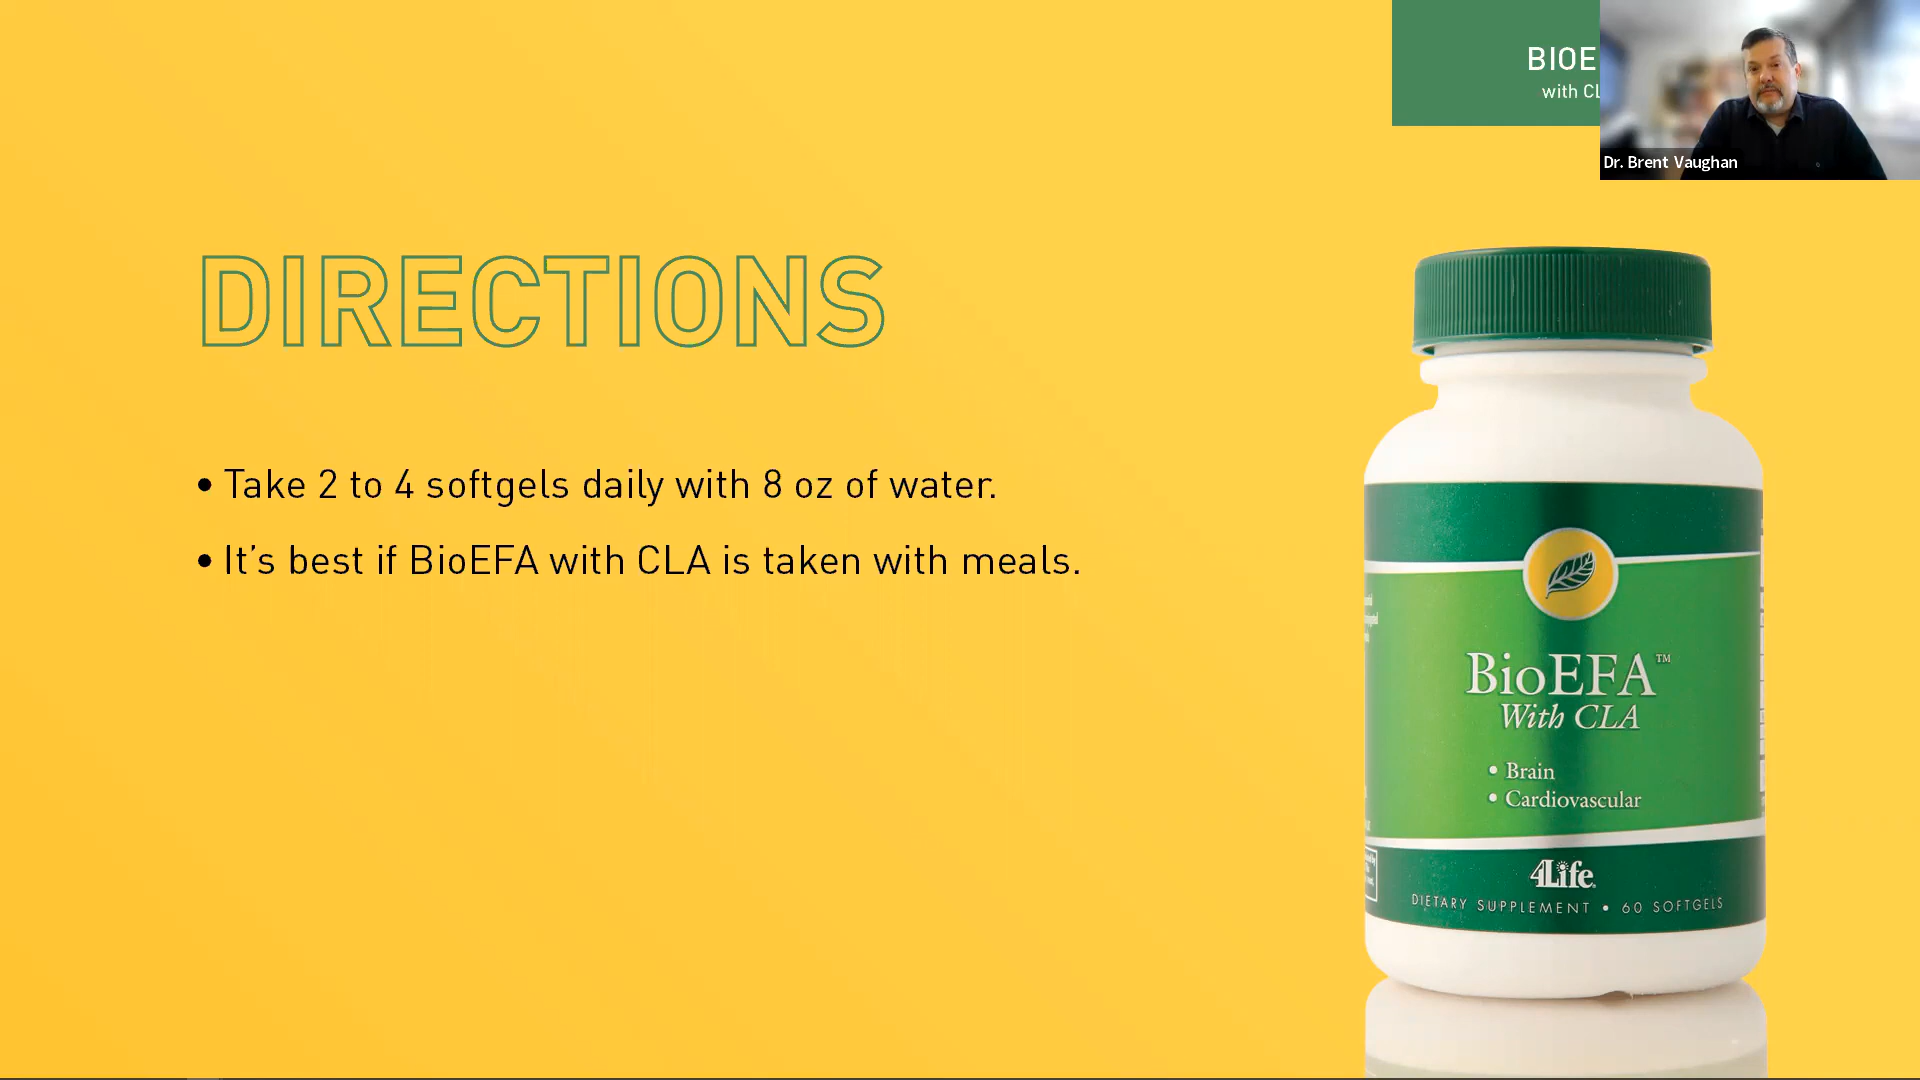 BIOE
with CL
Dr. Brent Vaughan
DIRECTIONS
• Take 2 to 4 softgels daily with 8 oz of water.
• It’s best if BioEFA with CLA is taken with meals.
BioEFA™
With CLA
• Brain
• Cardiovascular
4Life
DIETARY SUPPLEMENT • 60 SOFTGELS